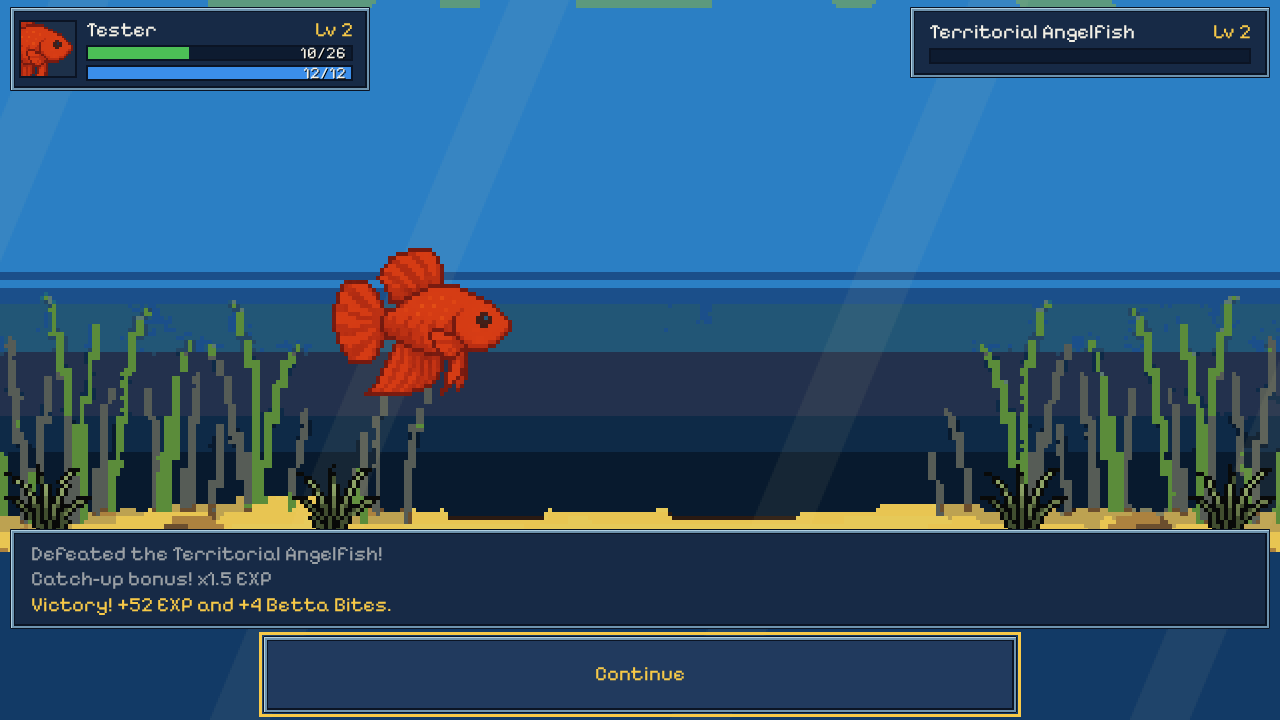 Tester Lv 2
10/26
12/12
Territorial Angelfish Lv 2
Defeated the Territorial Angelfish!
Catch-up bonus! x1.5 EXP
Victory! +52 EXP and +4 Betta Bites.
Continue